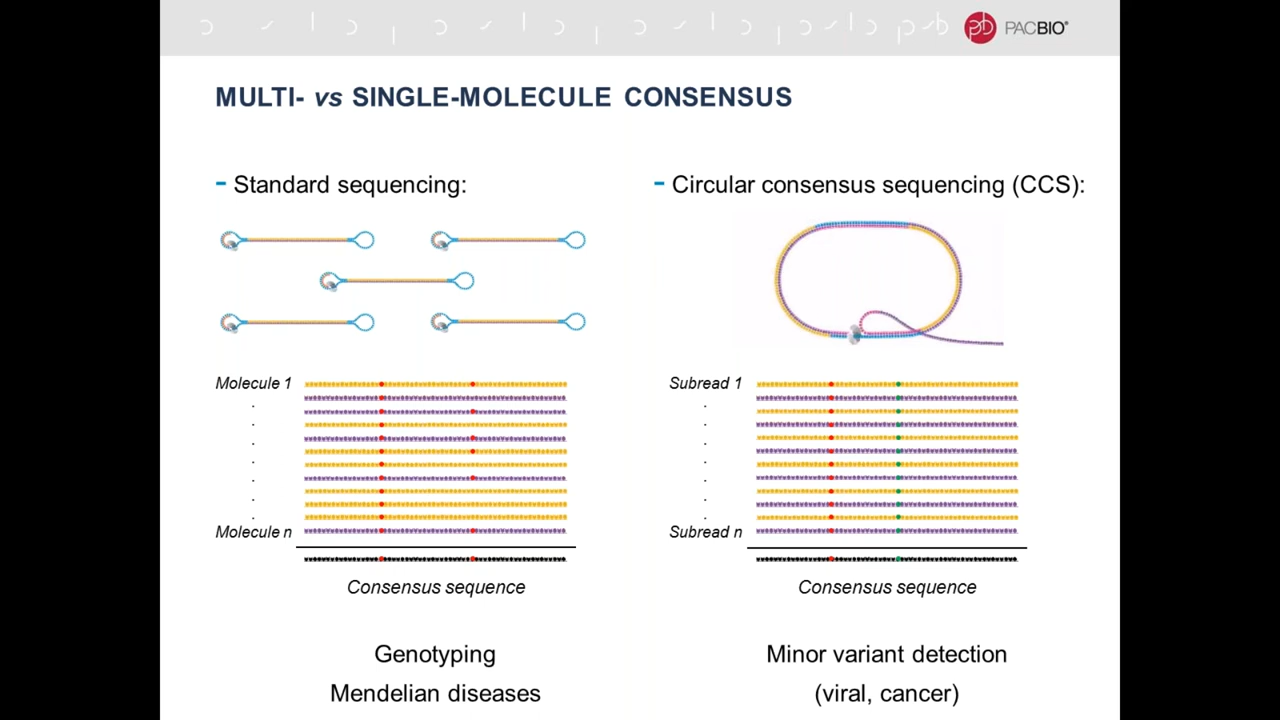 PACBIO®
MULTI- vs SINGLE-MOLECULE CONSENSUS
- Standard sequencing:
Molecule 1
Molecule n
Consensus sequence
Genotyping
Mendelian diseases
- Circular consensus sequencing (CCS):
Subread 1
Subread n
Consensus sequence
Minor variant detection
(viral, cancer)